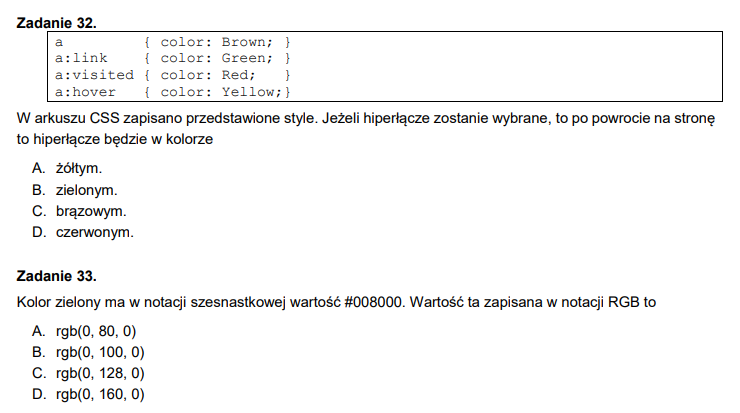 Zadanie 32.
a          { color: Brown; }
a:link     { color: Green; }
a:visited { color: Red;   }
a:hover   { color: Yellow;}
W arkuszu CSS zapisano przedstawione style. Jeżeli hiperłącze zostanie wybrane, to po powrocie na stronę
to hiperłącze będzie w kolorze
A. żółtym.
B. zielonym.
C. brązowym.
D. czerwonym.
Zadanie 33.
Kolor zielony ma w notacji szesnastkowej wartość #008000. Wartość ta zapisana w notacji RGB to
A. rgb(0, 80, 0)
B. rgb(0, 100, 0)
C. rgb(0, 128, 0)
D. rgb(0, 160, 0)